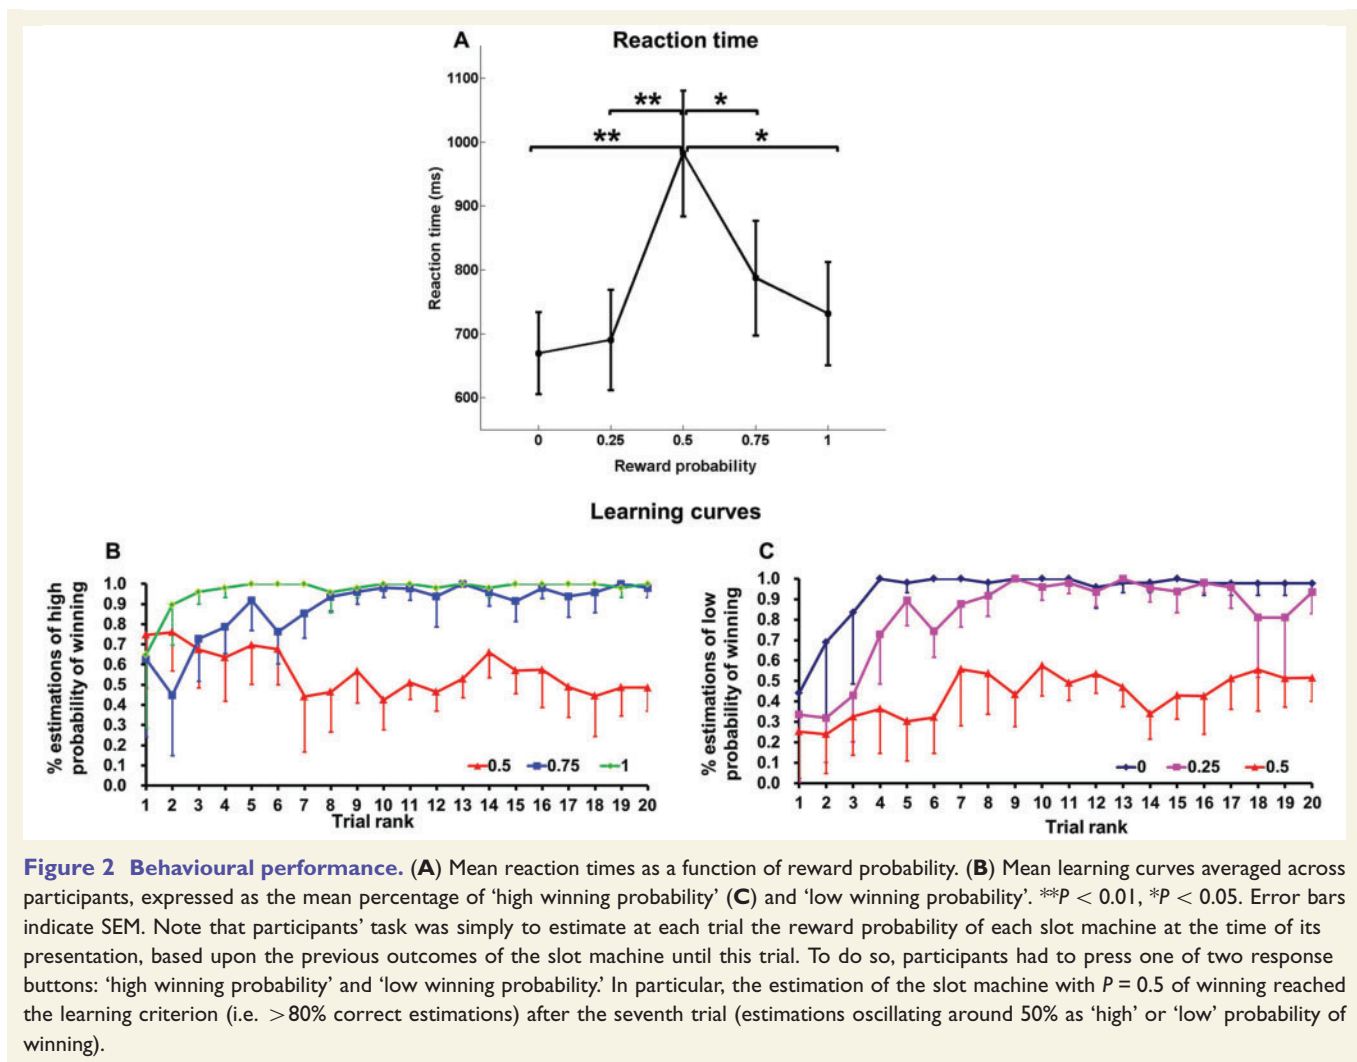 A
Reaction time
1100
1000
900
800
700
600
** *
** *
Reaction time (ms)
0 0.25 0.5 0.75 1
Reward probability
Learning curves
B
% estimations of high
probability of winning
1.0
0.9
0.8
0.7
0.6
0.5
0.4
0.3
0.2
0.1
0.0
0.5 0.75 1
1 2 3 4 5 6 7 8 9 10 11 12 13 14 15 16 17 18 19 20
Trial rank
C
% estimations of low
probability of winning
1.0
0.9
0.8
0.7
0.6
0.5
0.4
0.3
0.2
0.1
0.0
0 0.25 0.5
1 2 3 4 5 6 7 8 9 10 11 12 13 14 15 16 17 18 19 20
Trial rank
Figure 2 Behavioural performance. (A) Mean reaction times as a function of reward probability. (B) Mean learning curves averaged across
participants, expressed as the mean percentage of ‘high winning probability’ (C) and ‘low winning probability’. **P < 0.01, *P < 0.05. Error bars
indicate SEM. Note that participants’ task was simply to estimate at each trial the reward probability of each slot machine at the time of its
presentation, based upon the previous outcomes of the slot machine until this trial. To do so, participants had to press one of two response
buttons: ‘high winning probability’ and ‘low winning probability.’ In particular, the estimation of the slot machine with P = 0.5 of winning reached
the learning criterion (i.e. >80% correct estimations) after the seventh trial (estimations oscillating around 50% as ‘high’ or ‘low’ probability of
winning).